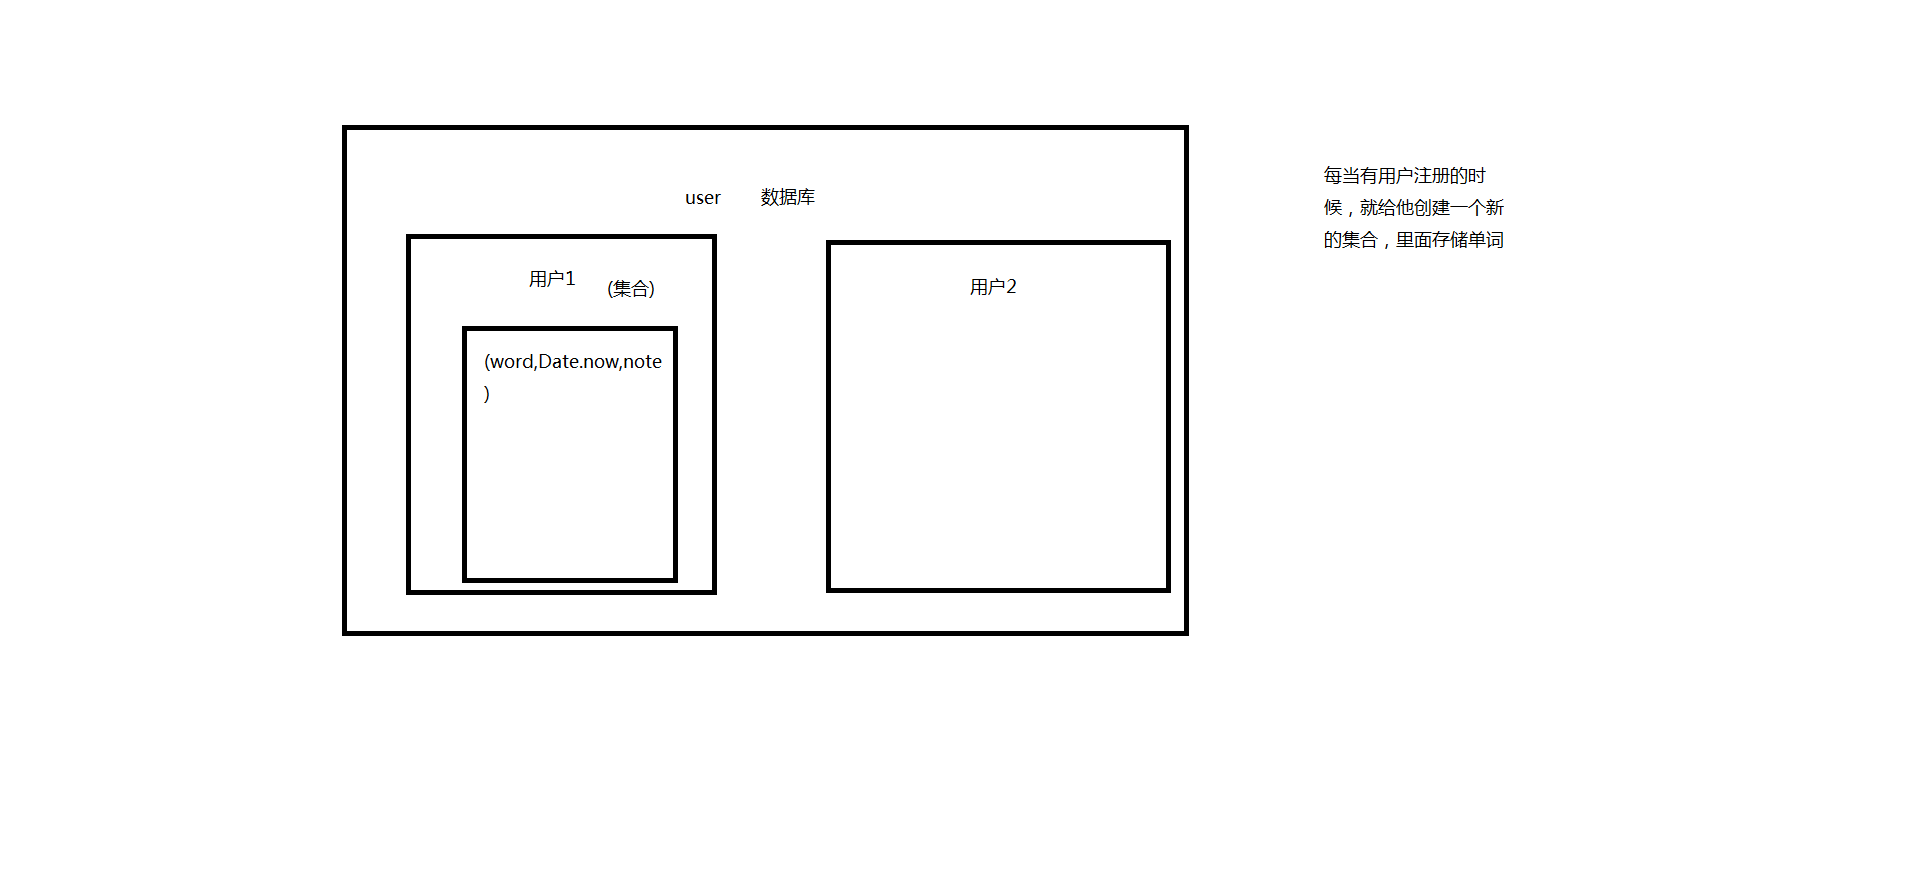 user 数据库
用户1 (集合)
(word,Date.now,note
)
用户2
每当有用户注册的时
候，就给他创建一个新
的集合，里面存储单词